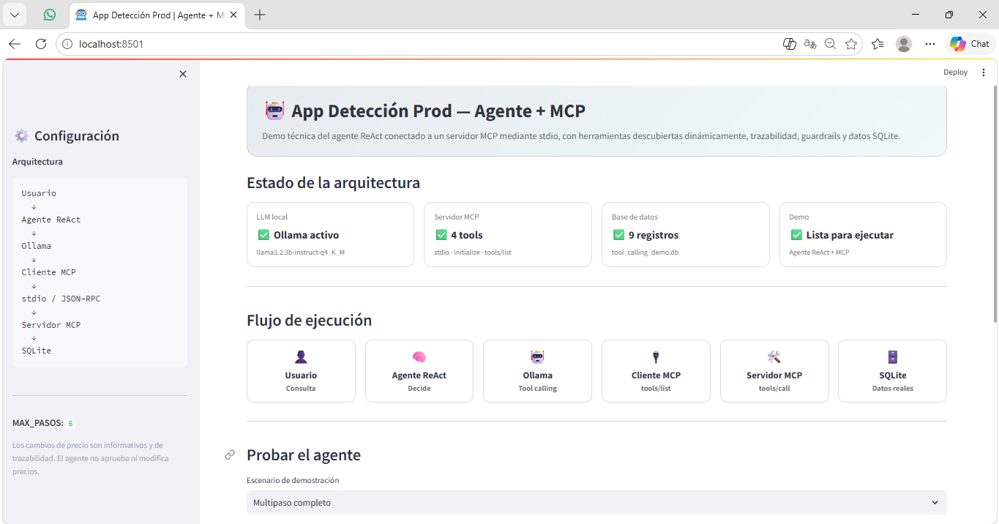 App Detección Prod | Agente + M
localhost:8501
Chat
Deploy
Configuración
Arquitectura
Usuario
↓
Agente ReAct
↓
Ollama
↓
Cliente MCP
↓
stdio / JSON-RPC
↓
Servidor MCP
↓
SQLite
MAX_PASOS: 6
Los cambios de precio son informativos y de
trazabilidad. El agente no aprueba ni modifica
precios.
App Detección Prod — Agente + MCP
Demo técnica del agente ReAct conectado a un servidor MCP mediante stdio, con herramientas descubiertas dinámicamente, trazabilidad, guardrails y datos SQLite.
Estado de la arquitectura
LLM local
Ollama activo
llama3.2:3b-instruct-q4_K_M
Servidor MCP
4 tools
stdio · initialize · tools/list
Base de datos
9 registros
tool_calling_demo.db
Demo
Lista para ejecutar
Agente ReAct + MCP
Flujo de ejecución
Usuario
Consulta
Agente ReAct
Decide
Ollama
Tool calling
Cliente MCP
tools/list
Servidor MCP
tools/call
SQLite
Datos reales
Probar el agente
Escenario de demostración
Multipaso completo